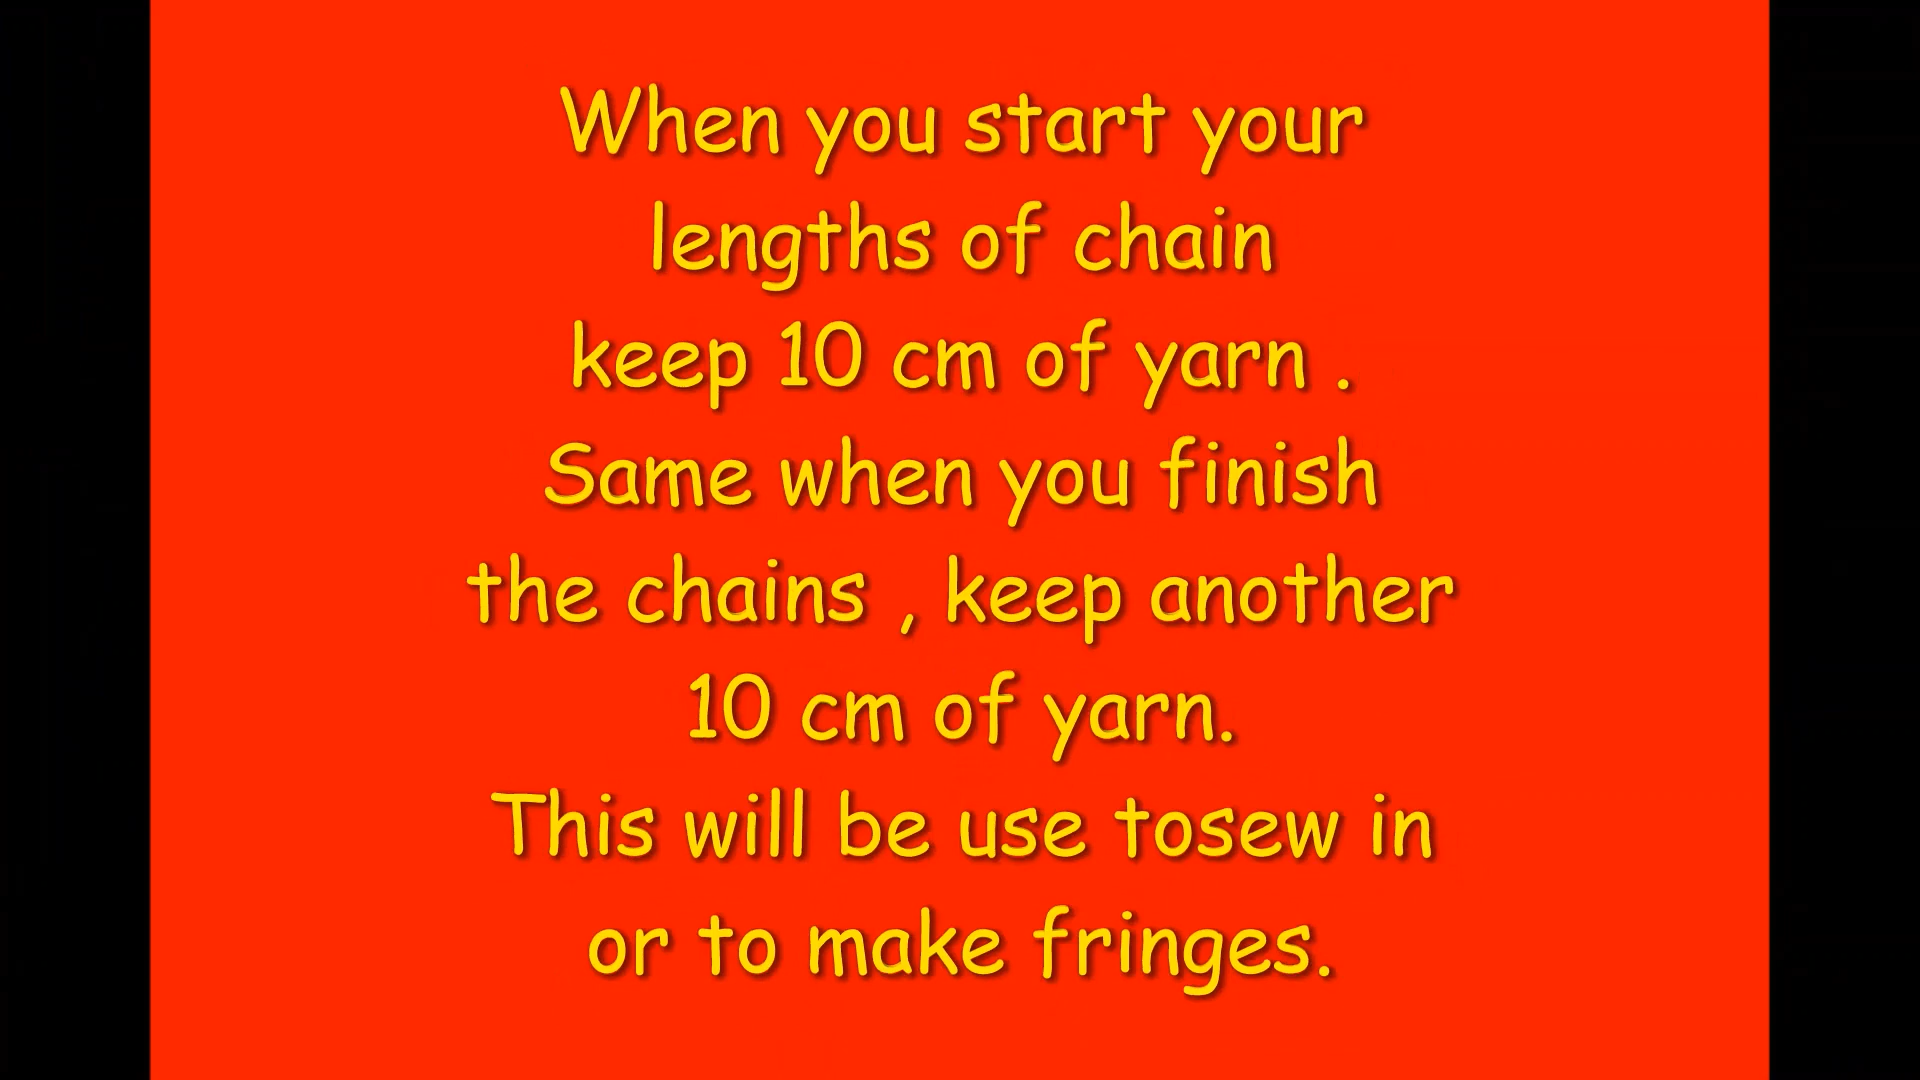 When you start your
lengths of chain
keep 10 cm of yarn .
Same when you finish
the chains , keep another
10 cm of yarn.
This will be use tosew in
or to make fringes.